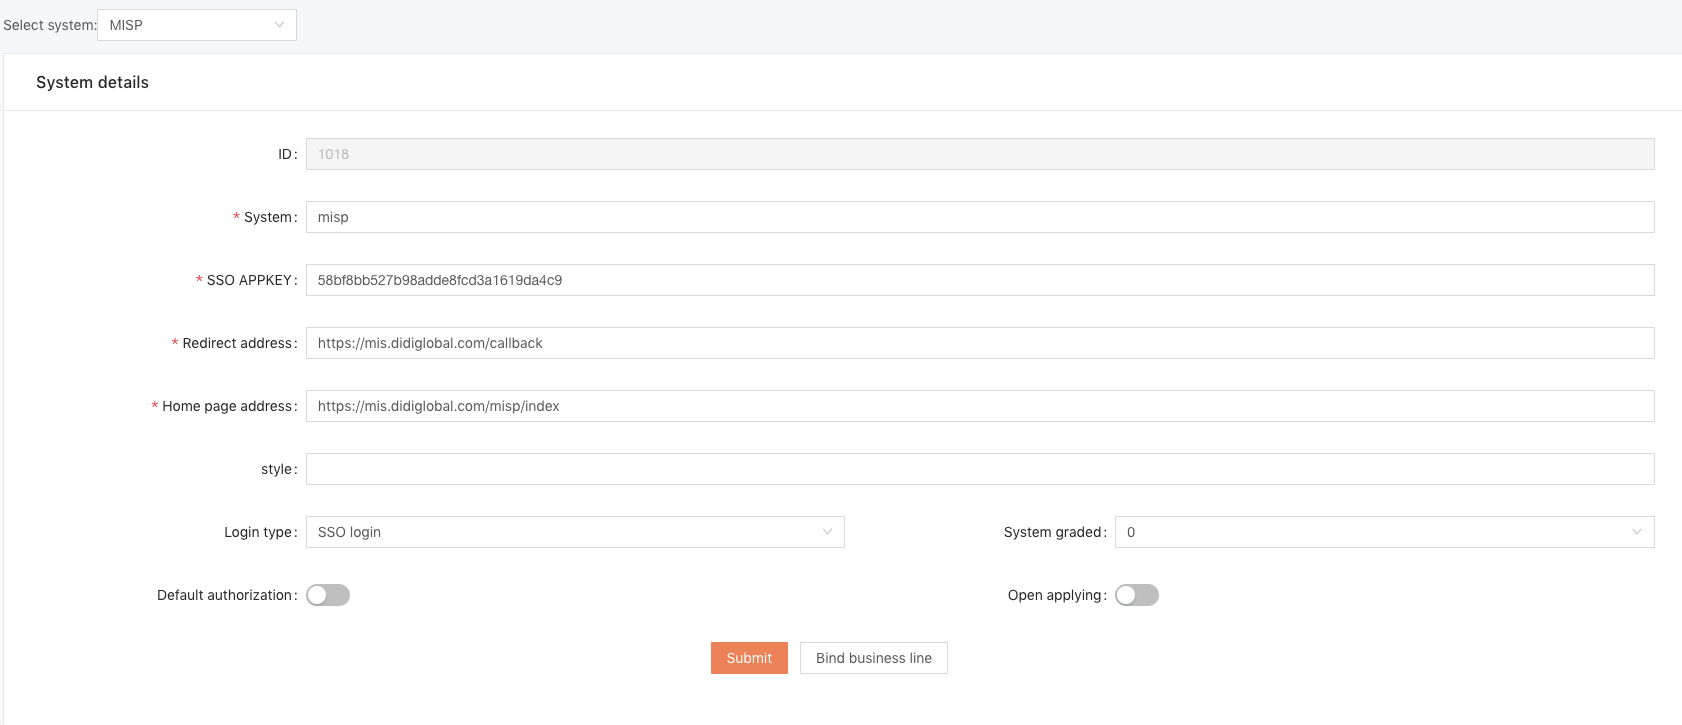 Select system: MISP
System details
ID: 1018
* System: misp
* SSO APPKEY: 58bf8bb527b98adde8fcd3a1619da4c9
* Redirect address: https://mis.didiglobal.com/callback
* Home page address: https://mis.didiglobal.com/misp/index
style:
Login type: SSO login System graded: 0
Default authorization: Open applying:
Submit Bind business line